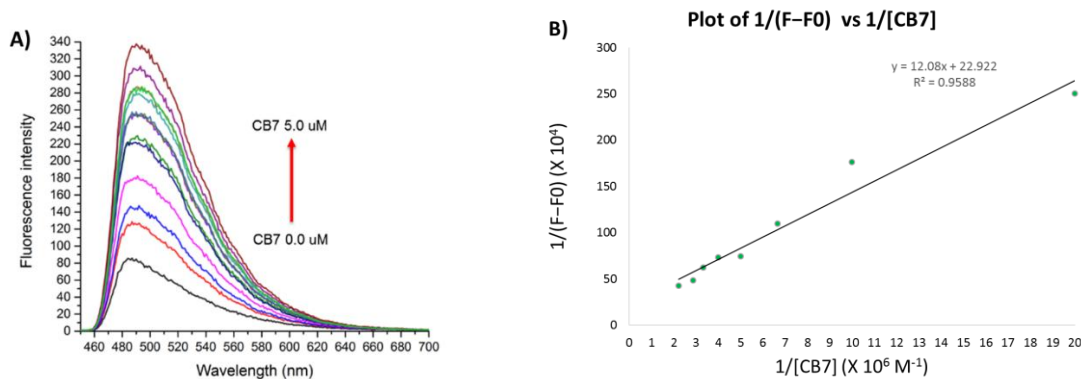 A)
340
320
300
280
260
240
220
200
180
160
140
120
100
80
60
40
20
0
Fluorescence intensity
CB7 5.0 uM
CB7 0.0 uM
460 480 500 520 540 560 580 600 620 640 660 680 700
Wavelength (nm)
B)
Plot of 1/(F−F0) vs 1/[CB7]
y = 12.08x + 22.922
R² = 0.9588
300
250
200
150
100
50
0
1/(F−F0) (X 10⁴)
0 1 2 3 4 5 6 7 8 9 10 11 12 13 14 15 16 17 18 19 20
1/[CB7] (X 10⁶ M⁻¹)